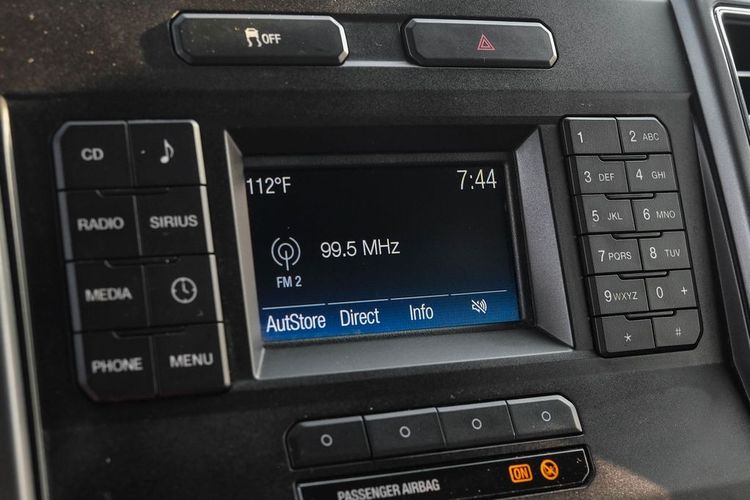 OFF
CD
RADIO SIRIUS
MEDIA
PHONE MENU
112°F 7:44
99.5 MHz
FM 2
AutStore Direct Info
1 2 ABC
3 DEF 4 GHI
5 JKL 6 MNO
7 PQRS 8 TUV
9 WXYZ 0 +
* #
PASSENGER AIRBAG ON